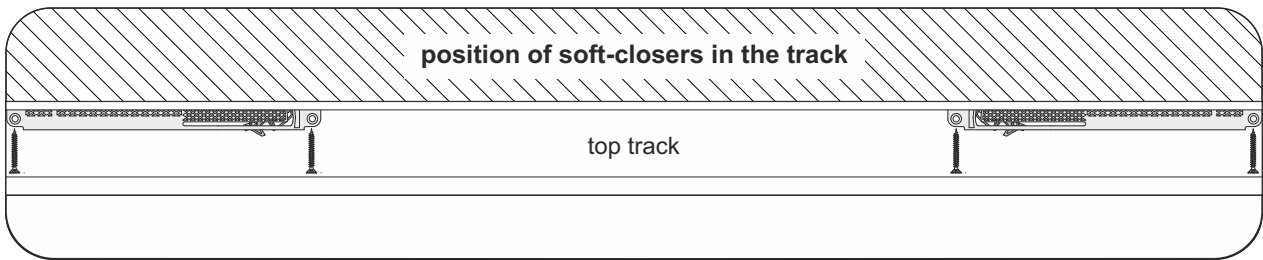 position of soft-closers in the track
top track